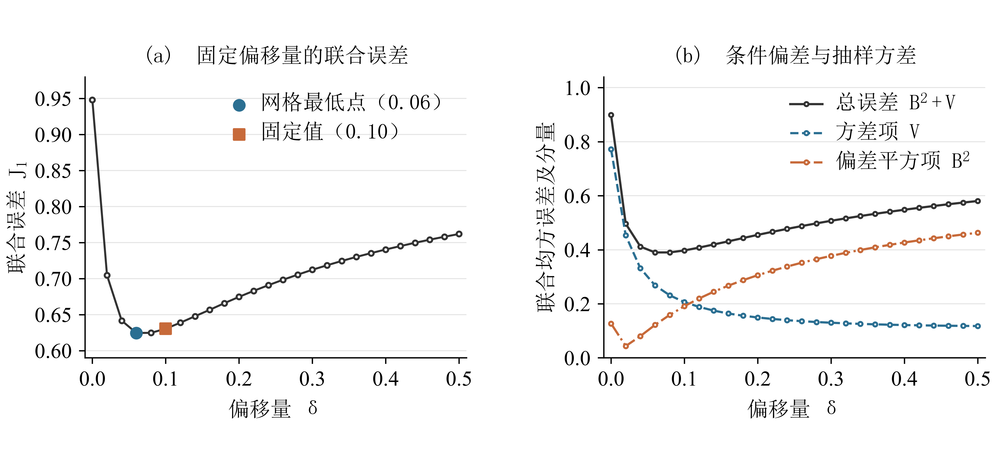 (a)  固定偏移量的联合误差
联合误差 J₁
0.95
0.90
0.85
0.80
0.75
0.70
0.65
0.60
网格最低点（0.06）
固定值（0.10）
0.0 0.1 0.2 0.3 0.4 0.5
偏移量 δ
(b)  条件偏差与抽样方差
联合均方误差及分量
1.0
0.8
0.6
0.4
0.2
0.0
总误差 B²+V
方差项 V
偏差平方项 B²
0.0 0.1 0.2 0.3 0.4 0.5
偏移量 δ